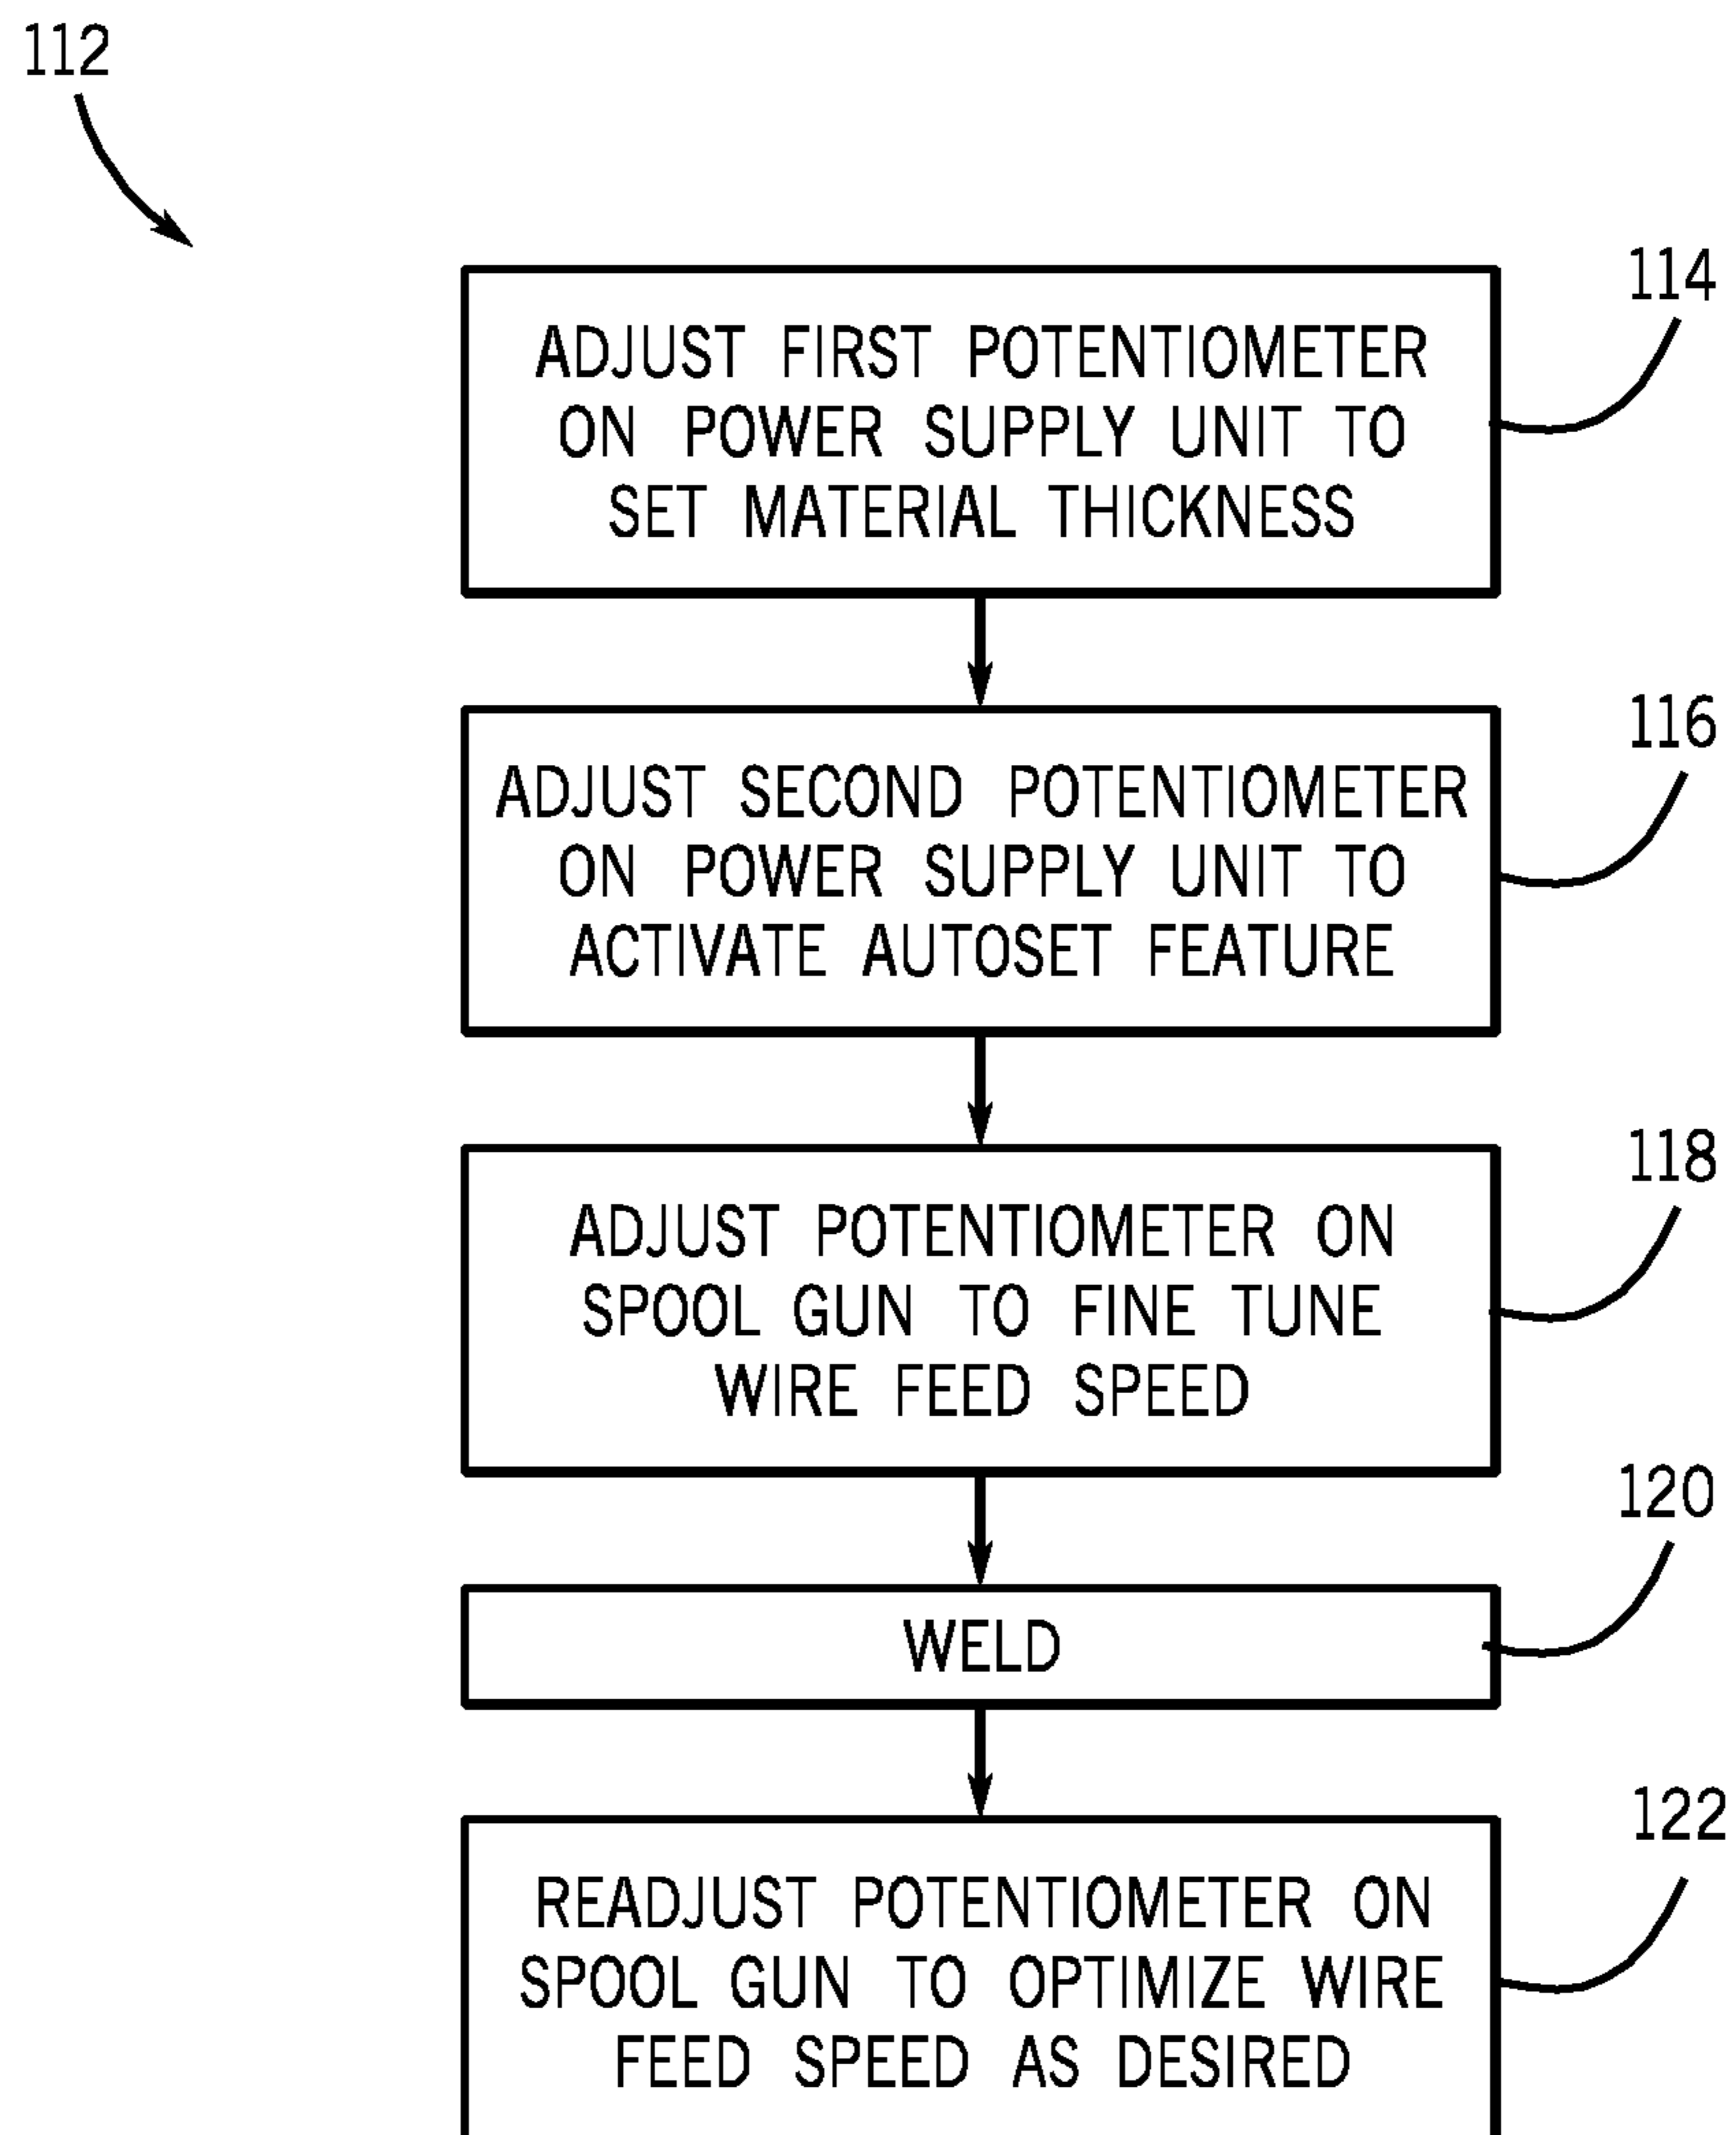 112
114
ADJUST FIRST POTENTIOMETER
ON POWER SUPPLY UNIT TO
SET MATERIAL THICKNESS
116
ADJUST SECOND POTENTIOMETER
ON POWER SUPPLY UNIT TO
ACTIVATE AUTOSET FEATURE
118
ADJUST POTENTIOMETER ON
SPOOL GUN TO FINE TUNE
WIRE FEED SPEED
120
WELD
122
READJUST POTENTIOMETER ON
SPOOL GUN TO OPTIMIZE WIRE
FEED SPEED AS DESIRED